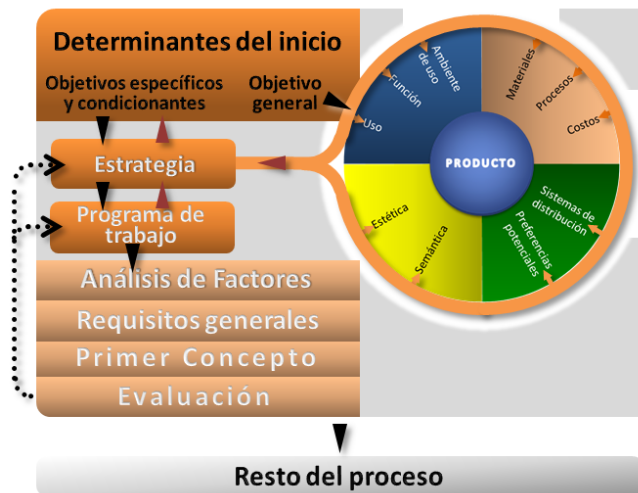 Determinantes del inicio
Objetivos específicos
y condicionantes
Objetivo
general
Estrategia
Programa de
trabajo
Análisis de Factores
Requisitos generales
Primer Concepto
Evaluación
Resto del proceso
Uso
Función
Ambiente
de uso
Materiales
Procesos
Costos
PRODUCTO
Estética
Semántica
Sistemas de
distribución
Preferencias
potenciales